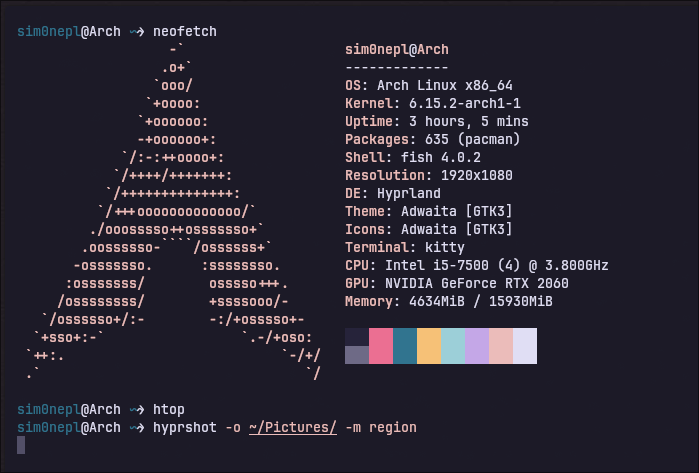 sim0nepl@Arch ~> neofetch
                   -`                    sim0nepl@Arch
                  .o+`                   -------------
                 `ooo/                   OS: Arch Linux x86_64
                `+oooo:                  Kernel: 6.15.2-arch1-1
               `+oooooo:                 Uptime: 3 hours, 5 mins
               -+oooooo+:                Packages: 635 (pacman)
             `/:-:++oooo+:               Shell: fish 4.0.2
            `/++++/+++++++:              Resolution: 1920x1080
           `/++++++++++++++:             DE: Hyprland
          `/+++ooooooooooooo/`           Theme: Adwaita [GTK3]
         ./ooosssso++osssssso+`          Icons: Adwaita [GTK3]
        .oossssso-````/ossssss+`         Terminal: kitty
       -osssssso.      :ssssssso.        CPU: Intel i5-7500 (4) @ 3.800GHz
      :osssssss/        osssso+++.       GPU: NVIDIA GeForce RTX 2060
     /ossssssss/        +ssssooo/-       Memory: 4634MiB / 15930MiB
   `/ossssso+/:-        -:/+osssso+-
  `+sso+:-`                 `.-/+oso:
 `++:.                           `-/+/
 .`                                 `/
sim0nepl@Arch ~> htop
sim0nepl@Arch ~> hyprshot -o ~/Pictures/ -m region